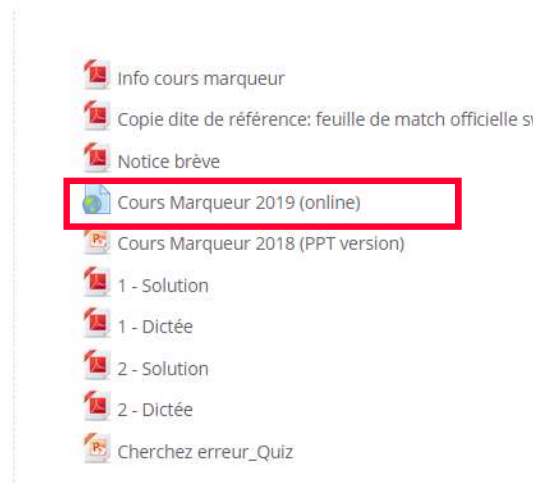 Info cours marqueur
Copie dite de référence: feuille de match officielle
Notice brève
Cours Marqueur 2019 (online)
Cours Marqueur 2018 (PPT version)
1 - Solution
1 - Dictée
2 - Solution
2 - Dictée
Cherchez erreur_Quiz